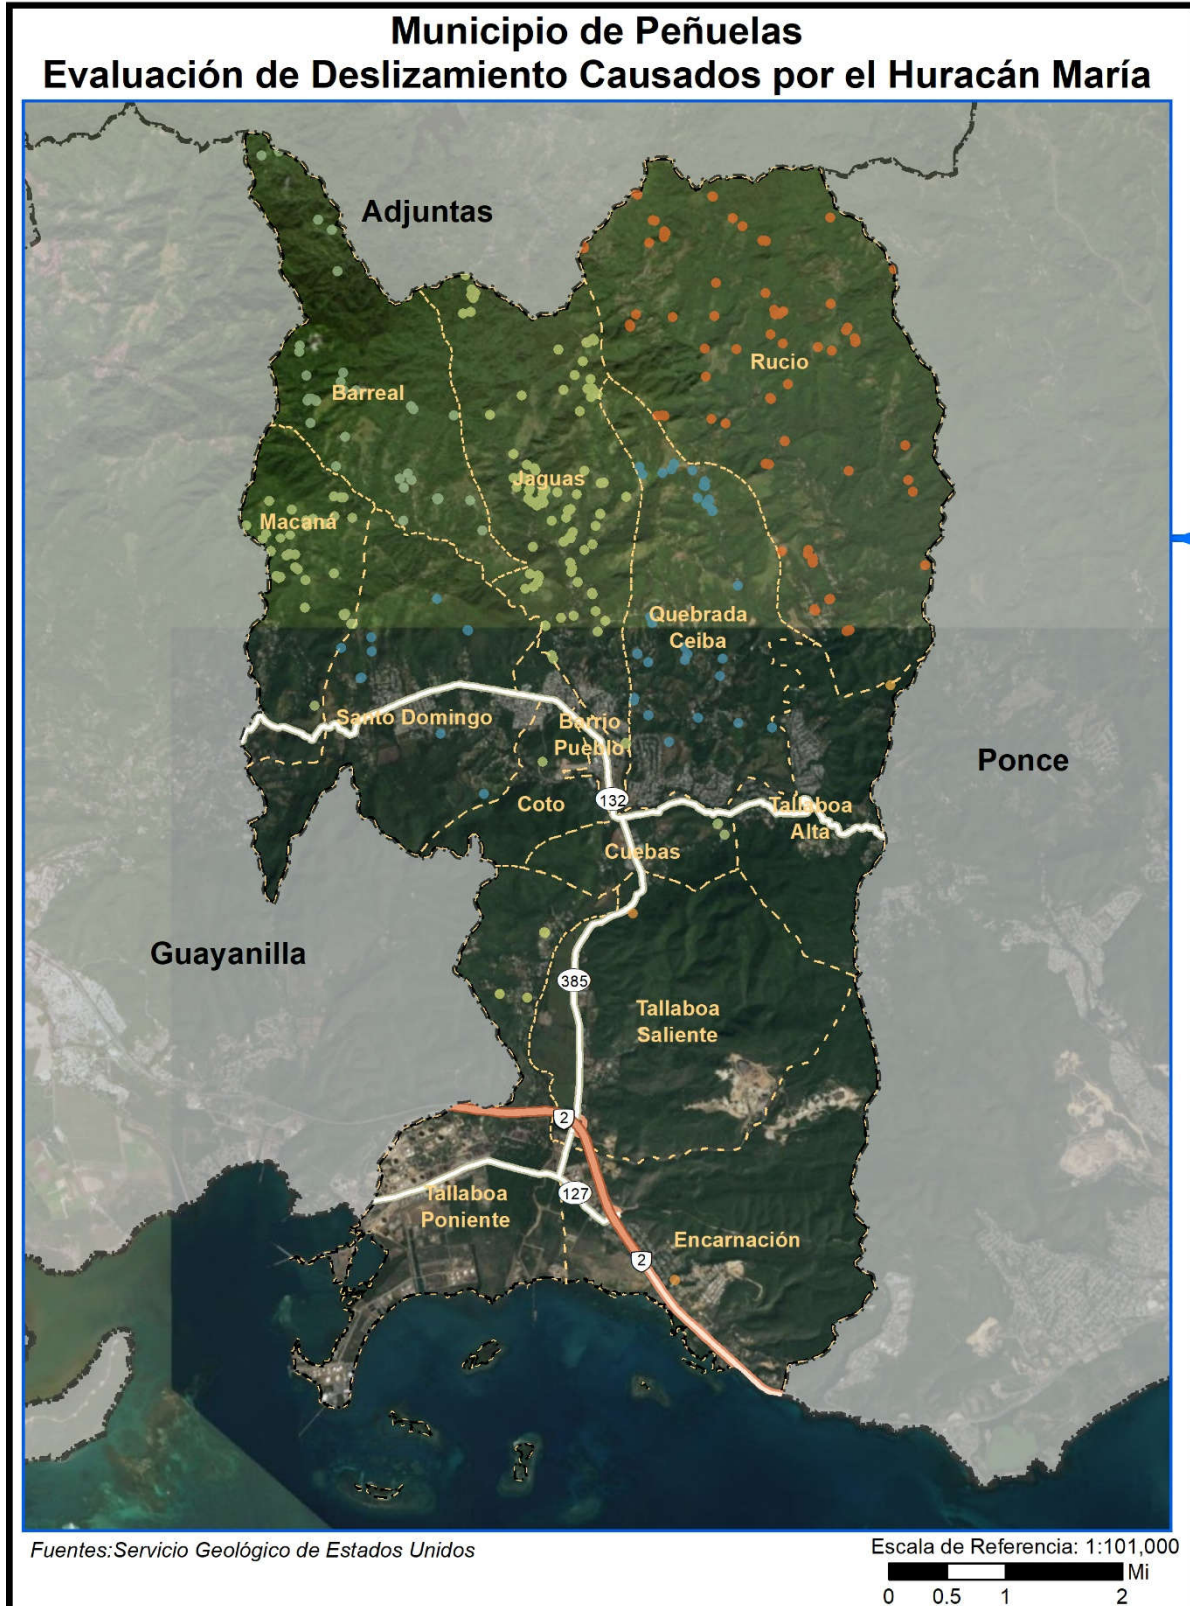 Municipio de Peñuelas
Evaluación de Deslizamiento Causados por el Huracán María
Adjuntas
Rucio
Barreal
Jaguas
Macaná
Quebrada
Ceiba
Santo Domingo
Barrio
Pueblo
Ponce
132
Coto
Tallaboa
Alta
Cuebas
Guayanilla
385
Tallaboa
Saliente
2
127
Tallaboa
Poniente
Encarnación
2
Fuentes:Servicio Geológico de Estados Unidos
Escala de Referencia: 1:101,000
Mi
0 0.5 1 2